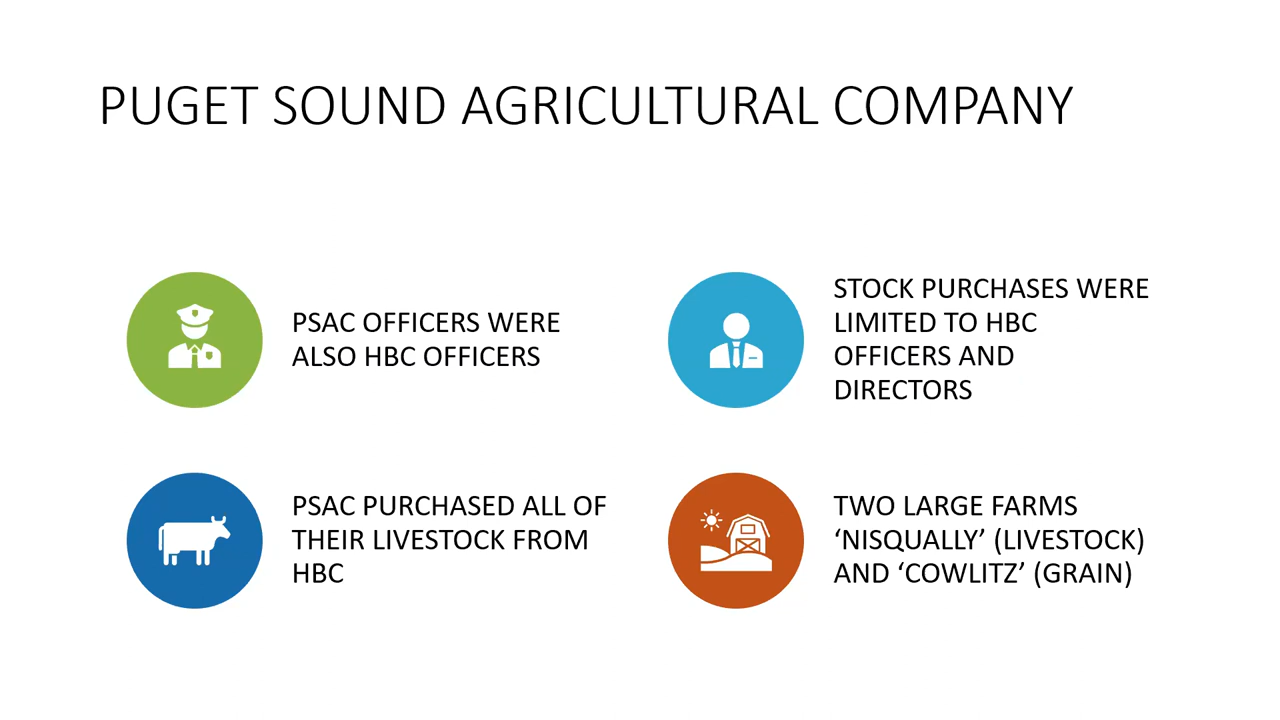 PUGET SOUND AGRICULTURAL COMPANY
PSAC OFFICERS WERE
ALSO HBC OFFICERS
STOCK PURCHASES WERE
LIMITED TO HBC
OFFICERS AND
DIRECTORS
PSAC PURCHASED ALL OF
THEIR LIVESTOCK FROM
HBC
TWO LARGE FARMS
‘NISQUALLY’ (LIVESTOCK)
AND ‘COWLITZ’ (GRAIN)